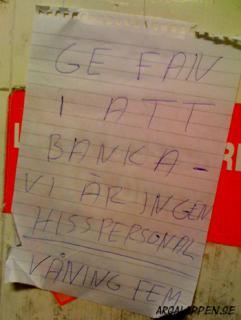 GE FAN
I ATT
BANKA -
VI ÄR INGEN
HISSPERSONAL
VÅNING FEM
ARGALAPPEN.SE